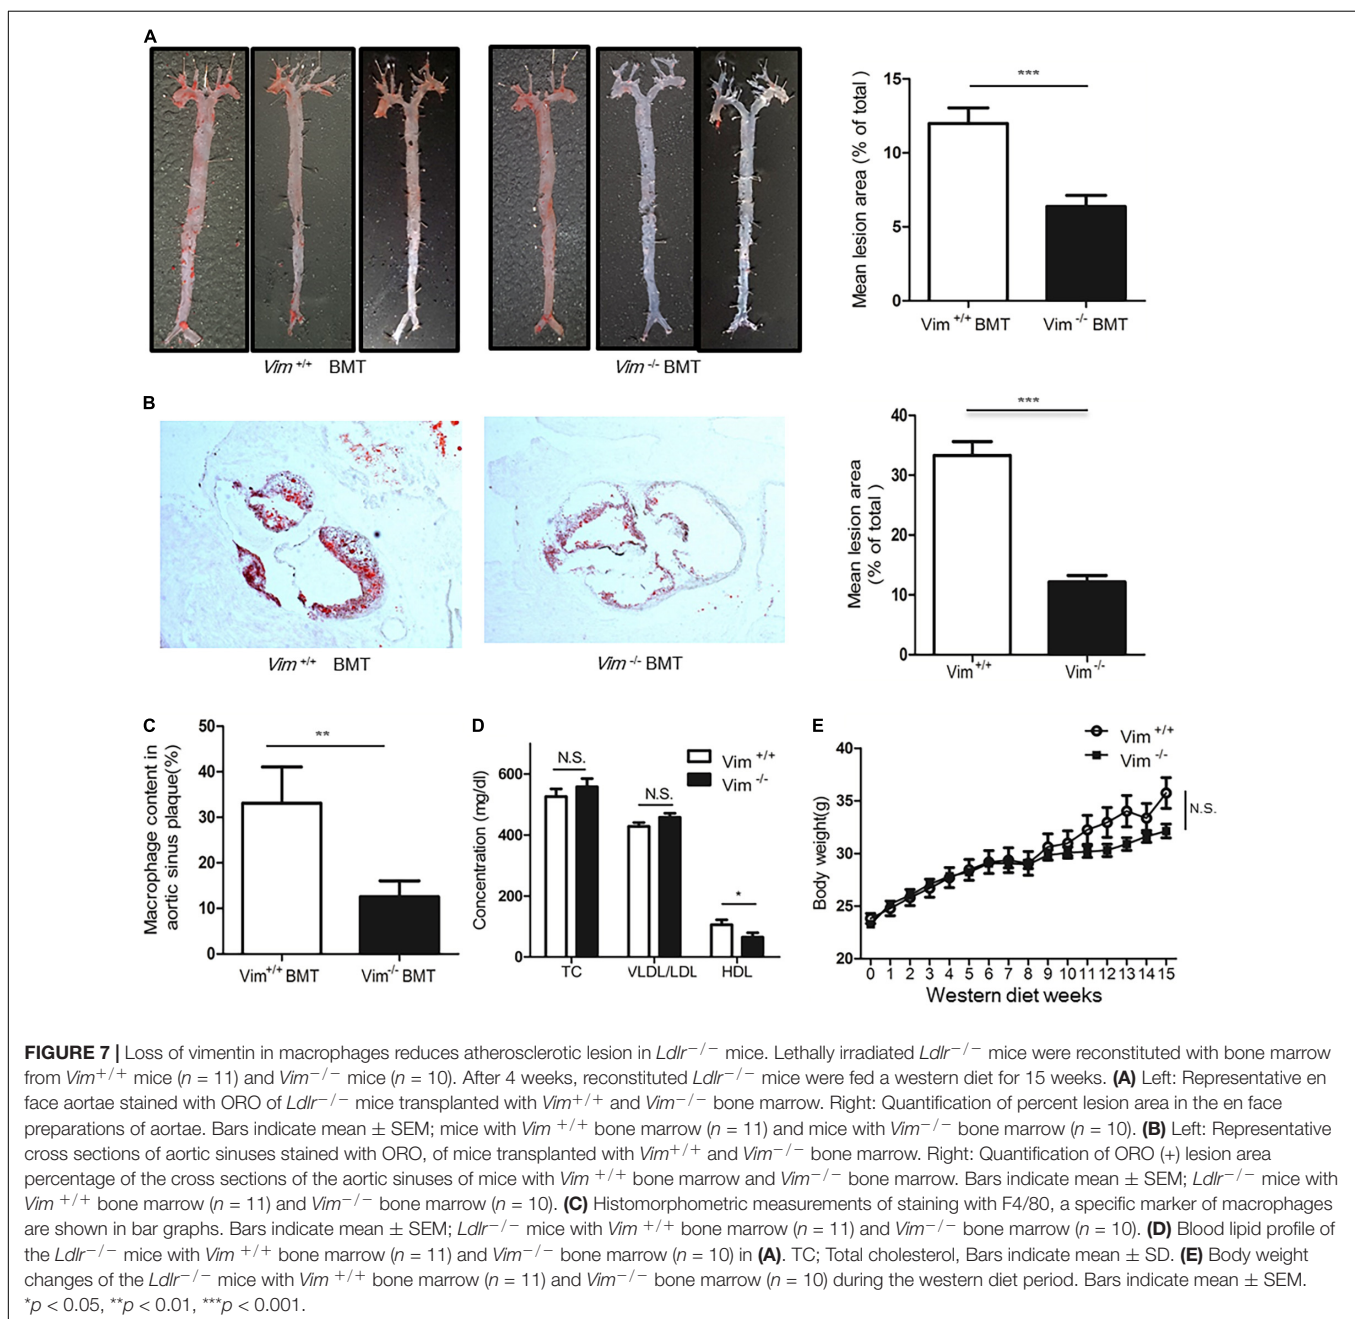 A
Mean lesion area (% of total)
15
10
5
0
***
Vim +/+ BMT
Vim -/- BMT
Vim +/+ BMT
Vim -/- BMT
B
Mean lesion area
(% of total )
40
30
20
10
0
***
Vim +/+
Vim -/-
Vim +/+ BMT
Vim -/- BMT
C
Macrophage content in
aortic sinus plaque(%)
50
40
30
20
10
0
**
Vim+/+ BMT
Vim-/- BMT
D
Concentration (mg/dl)
600
400
200
0
N.S.
N.S.
*
Vim +/+
Vim -/-
TC VLDL/LDL HDL
E
Body weight(g)
40
35
30
25
20
Vim +/+
Vim -/-
N.S.
0 1 2 3 4 5 6 7 8 9 10 11 12 13 14 15
Western diet weeks
FIGURE 7 | Loss of vimentin in macrophages reduces atherosclerotic lesion in Ldlr−/− mice. Lethally irradiated Ldlr−/− mice were reconstituted with bone marrow
from Vim+/+ mice (n = 11) and Vim−/− mice (n = 10). After 4 weeks, reconstituted Ldlr−/− mice were fed a western diet for 15 weeks. (A) Left: Representative en
face aortae stained with ORO of Ldlr−/− mice transplanted with Vim+/+ and Vim−/− bone marrow. Right: Quantification of percent lesion area in the en face
preparations of aortae. Bars indicate mean ± SEM; mice with Vim +/+ bone marrow (n = 11) and mice with Vim−/− bone marrow (n = 10). (B) Left: Representative
cross sections of aortic sinuses stained with ORO, of mice transplanted with Vim+/+ and Vim−/− bone marrow. Right: Quantification of ORO (+) lesion area
percentage of the cross sections of the aortic sinuses of mice with Vim +/+ bone marrow and Vim−/− bone marrow. Bars indicate mean ± SEM; Ldlr−/− mice with
Vim +/+ bone marrow (n = 11) and Vim−/− bone marrow (n = 10). (C) Histomorphometric measurements of staining with F4/80, a specific marker of macrophages
are shown in bar graphs. Bars indicate mean ± SEM; Ldlr−/− mice with Vim +/+ bone marrow (n = 11) and Vim−/− bone marrow (n = 10). (D) Blood lipid profile of
the Ldlr−/− mice with Vim +/+ bone marrow (n = 11) and Vim−/− bone marrow (n = 10) in (A). TC; Total cholesterol, Bars indicate mean ± SD. (E) Body weight
changes of the Ldlr−/− mice with Vim +/+ bone marrow (n = 11) and Vim−/− bone marrow (n = 10) during the western diet period. Bars indicate mean ± SEM.
*p < 0.05, **p < 0.01, ***p < 0.001.